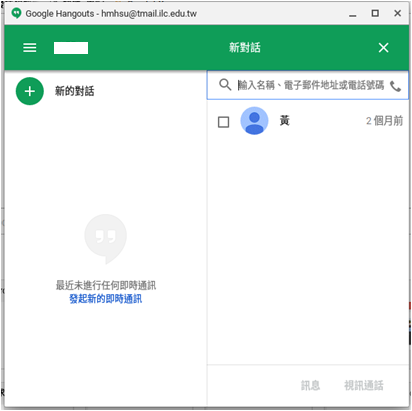 Google Hangouts - hmhsu@tmail.ilc.edu.tw
新對話
新的對話
輸入名稱、電子郵件地址或電話號碼
黃
2 個月前
最近未進行任何即時通訊
發起新的即時通訊
訊息
視訊通話